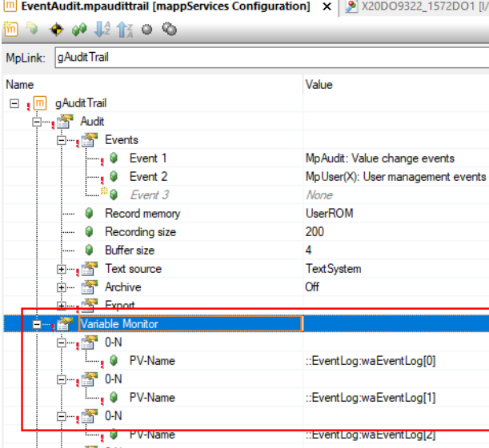 EventAudit.mpaudittrail [mappServices Configuration] x X20DO9322_1572DO1 [I/
MpLink: gAuditTrail
Name Value
gAuditTrail
Audit
Events
Event 1 MpAudit: Value change events
Event 2 MpUser(X): User management events
Event 3 None
Record memory UserROM
Recording size 200
Buffer size 4
Text source TextSystem
Archive Off
Export
Variable Monitor
0-N
PV-Name ::EventLog:waEventLog[0]
0-N
PV-Name ::EventLog:waEventLog[1]
0-N
PV-Name ::EventLog:waEventLog[2]